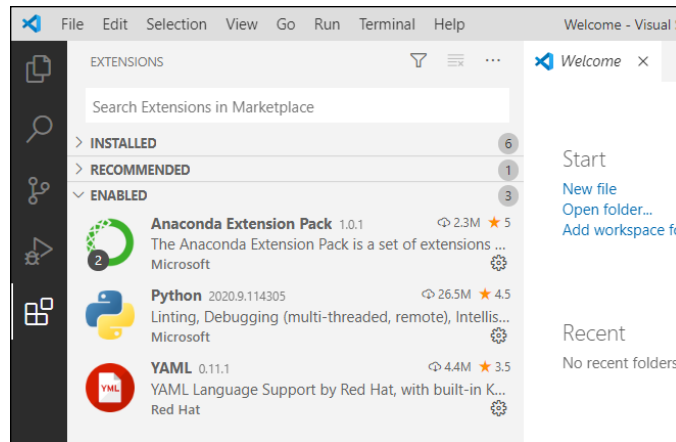 File Edit Selection View Go Run Terminal Help Welcome - Visual
EXTENSIONS
Welcome
Search Extensions in Marketplace
INSTALLED 6
RECOMMENDED 1
ENABLED 3
Anaconda Extension Pack 1.0.1 2.3M ★ 5
The Anaconda Extension Pack is a set of extensions ...
2
Microsoft
Python 2020.9.114305 26.5M ★ 4.5
Linting, Debugging (multi-threaded, remote), Intellis...
Microsoft
YAML 0.11.1 4.4M ★ 3.5
YML
YAML Language Support by Red Hat, with built-in K...
Red Hat
Start
New file
Open folder...
Add workspace fo
Recent
No recent folders